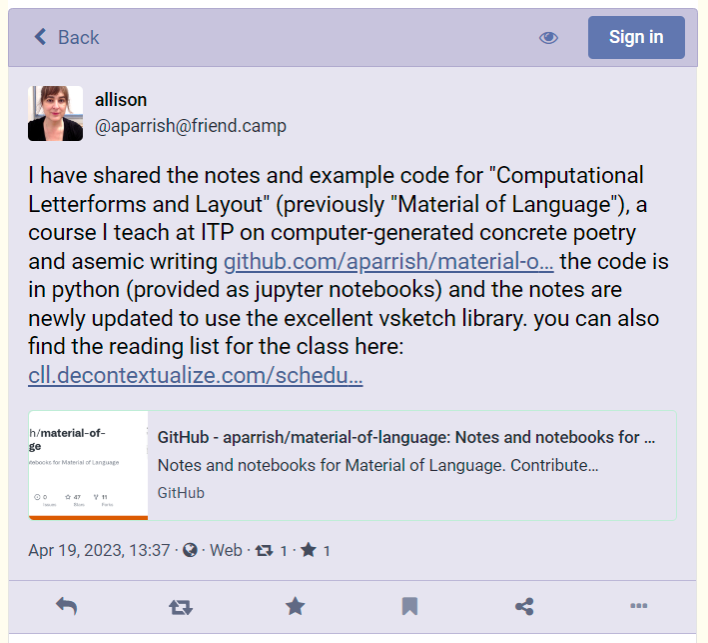 Back
Sign in
allison
@aparrish@friend.camp
I have shared the notes and example code for "Computational
Letterforms and Layout" (previously "Material of Language"), a
course I teach at ITP on computer-generated concrete poetry
and asemic writing github.com/aparrish/material-o... the code is
in python (provided as jupyter notebooks) and the notes are
newly updated to use the excellent vsketch library. you can also
find the reading list for the class here:
cll.decontextualize.com/schedu...
h/material-of-
ge
tebooks for Material of Language
0
Issues
47
Stars
11
Forks
GitHub - aparrish/material-of-language: Notes and notebooks for ...
Notes and notebooks for Material of Language. Contribute...
GitHub
Apr 19, 2023, 13:37 · Web · 1 · 1